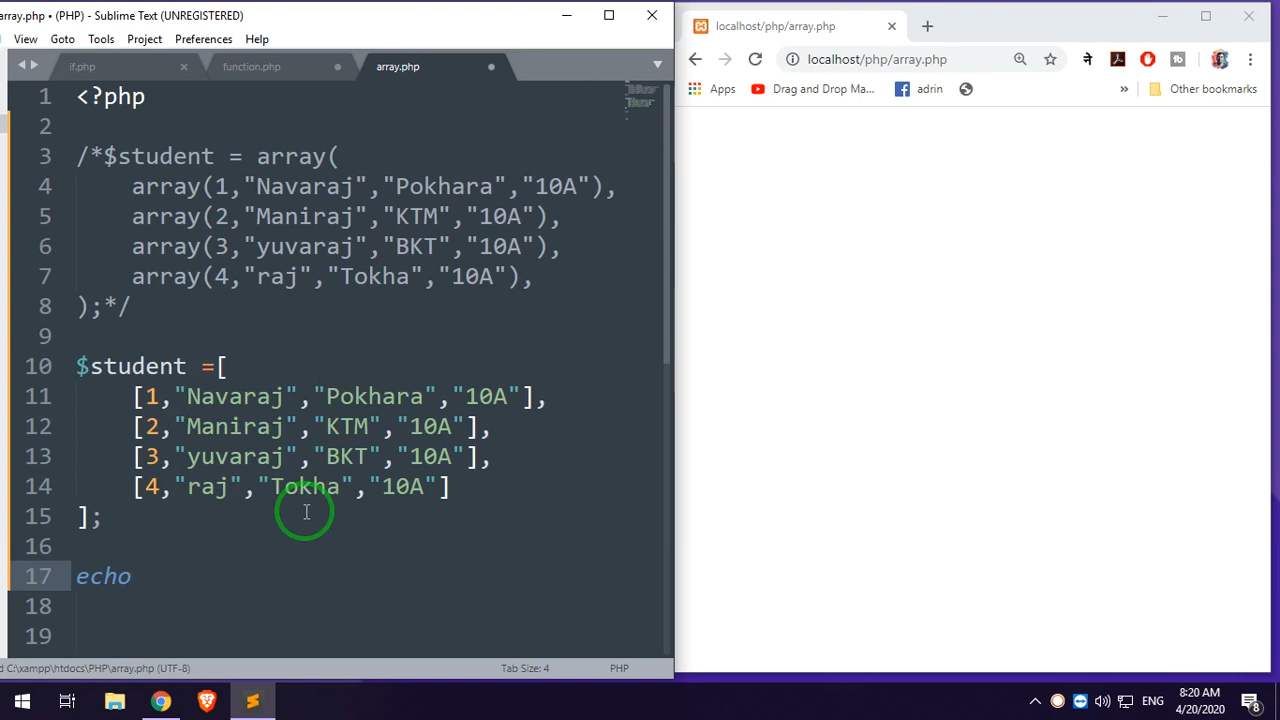 array.php • (PHP) - Sublime Text (UNREGISTERED)
View Goto Tools Project Preferences Help
if.php function.php array.php
1 <?php
2
3 /*$student = array(
4 array(1,"Navaraj","Pokhara","10A"),
5 array(2,"Maniraj","KTM","10A"),
6 array(3,"yuvaraj","BKT","10A"),
7 array(4,"raj","Tokha","10A"),
8 );*/
9
10 $student =[
11 [1,"Navaraj","Pokhara","10A"],
12 [2,"Maniraj","KTM","10A"],
13 [3,"yuvaraj","BKT","10A"],
14 [4,"raj","Tokha","10A"]
15 ];
16
17 echo
18
19
C:\xampp\htdocs\PHP\array.php (UTF-8) Tab Size: 4 PHP
localhost/php/array.php
localhost/php/array.php
Apps Drag and Drop Ma... adrin » Other bookmarks
ENG
8:20 AM
4/20/2020
8